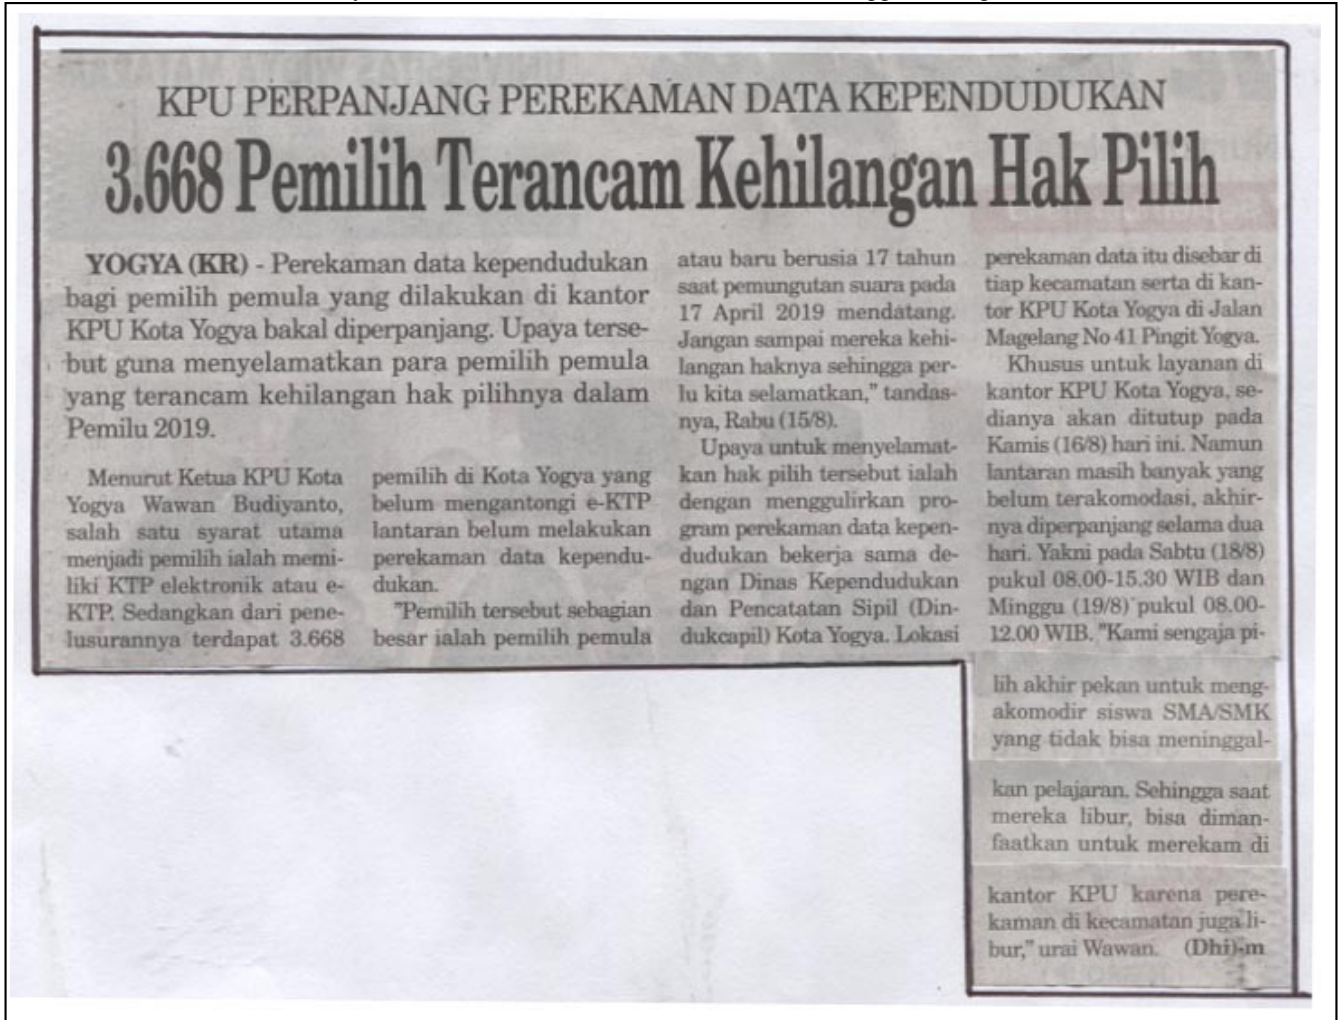 KPU PERPANJANG PEREKAMAN DATA KEPENDUDUKAN
3.668 Pemilih Terancam Kehilangan Hak Pilih
YOGYA (KR) - Perekaman data kependudukan
bagi pemilih pemula yang dilakukan di kantor
KPU Kota Yogya bakal diperpanjang. Upaya terse-
but guna menyelamatkan para pemilih pemula
yang terancam kehilangan hak pilihnya dalam
Pemilu 2019.
Menurut Ketua KPU Kota
Yogya Wawan Budiyanto,
salah satu syarat utama
menjadi pemilih ialah memi-
liki KTP elektronik atau e-
KTP. Sedangkan dari pene-
lusurannya terdapat 3.668
pemilih di Kota Yogya yang
belum mengantongi e-KTP
lantaran belum melakukan
perekaman data kependu-
dukan.
"Pemilih tersebut sebagian
besar ialah pemilih pemula
atau baru berusia 17 tahun
saat pemungutan suara pada
17 April 2019 mendatang.
Jangan sampai mereka kehi-
langan haknya sehingga per-
lu kita selamatkan," tandas-
nya, Rabu (15/8).
Upaya untuk menyelamat-
kan hak pilih tersebut ialah
dengan menggulirkan pro-
gram perekaman data kepen-
dudukan bekerja sama de-
ngan Dinas Kependudukan
dan Pencatatan Sipil (Din-
dukcapil) Kota Yogya. Lokasi
perekaman data itu disebar di
tiap kecamatan serta di kan-
tor KPU Kota Yogya di Jalan
Magelang No 41 Pingit Yogya.
Khusus untuk layanan di
kantor KPU Kota Yogya, se-
dianya akan ditutup pada
Kamis (16/8) hari ini. Namun
lantaran masih banyak yang
belum terakomodasi, akhir-
nya diperpanjang selama dua
hari. Yakni pada Sabtu (18/8)
pukul 08.00-15.30 WIB dan
Minggu (19/8) pukul 08.00-
12.00 WIB. "Kami sengaja pi-
lih akhir pekan untuk meng-
akomodir siswa SMA/SMK
yang tidak bisa meninggal-
kan pelajaran. Sehingga saat
mereka libur, bisa diman-
faatkan untuk merekam di
kantor KPU karena pere-
kaman di kecamatan juga li-
bur," urai Wawan. (Dhi)-m